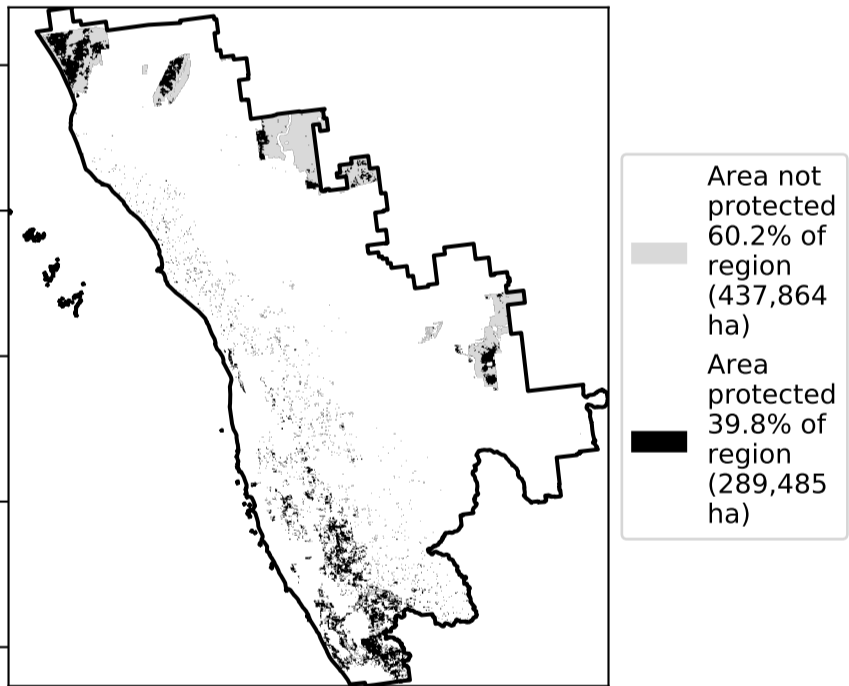 Area not
protected
60.2% of
region
(437,864
ha)
Area
protected
39.8% of
region
(289,485
ha)